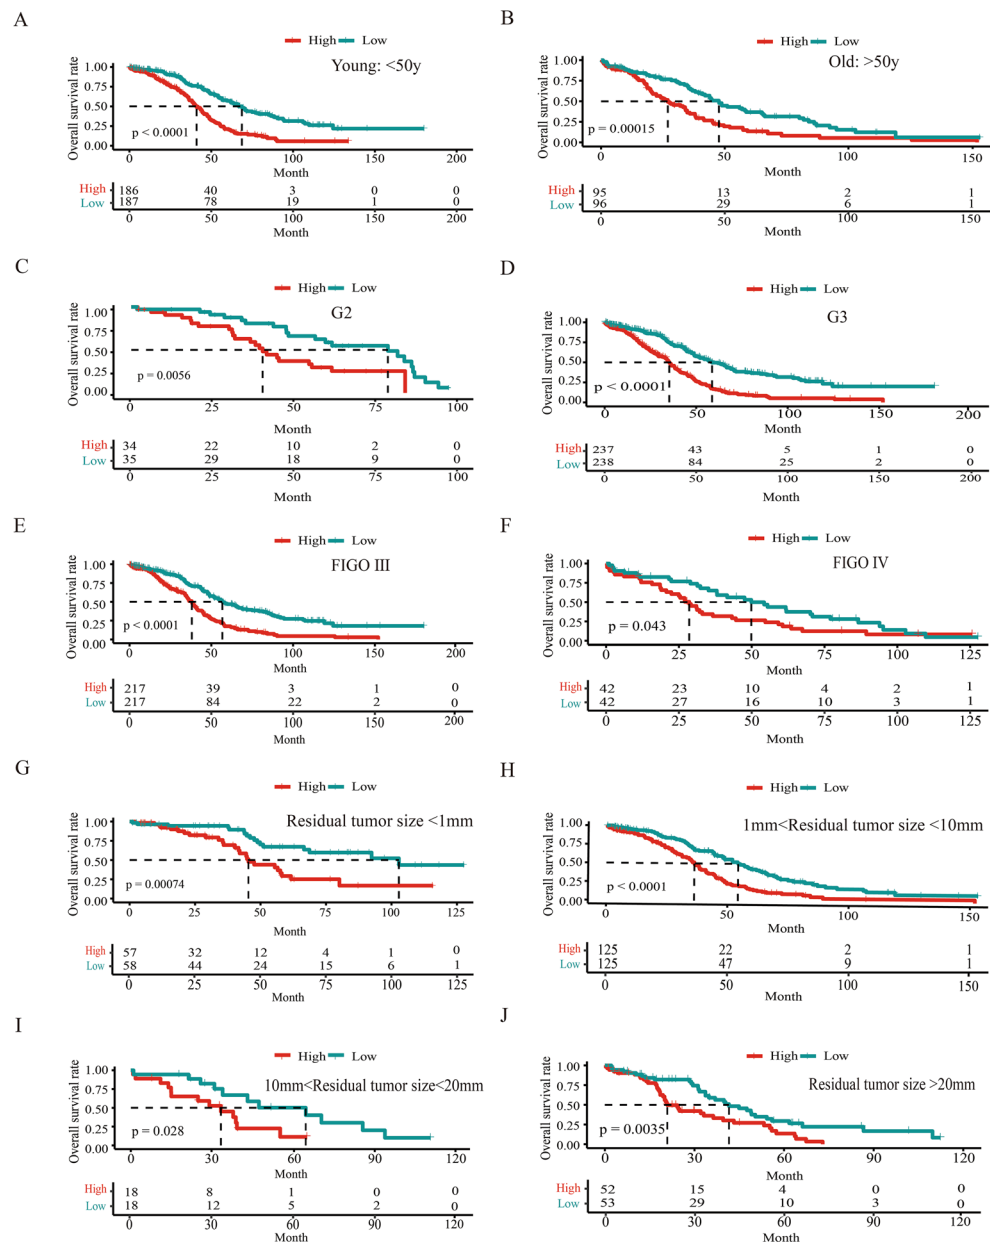 A
High Low
Young: <50y
Overall survival rate
1.00
0.75
0.50
0.25
0.00
p < 0.0001
0 50 100 150 200
Month
High 186 40 3 0 0
Low 187 78 19 1 0
0 50 100 150 200
Month
B
High Low
Old: >50y
Overall survival rate
1.00
0.75
0.50
0.25
0.00
p = 0.00015
0 50 100 150
Month
High 95 13 2 1
Low 96 29 6 1
0 50 100 150
Month
C
High Low
G2
Overall survival rate
1.00
0.75
0.50
0.25
0.00
p = 0.0056
0 25 50 75 100
Month
High 34 22 10 2 0
Low 35 29 18 9 0
0 25 50 75 100
Month
D
High Low
G3
Overall survival rate
1.00
0.75
0.50
0.25
0.00
p < 0.0001
0 50 100 150 200
Month
High 237 43 5 1 0
Low 238 84 25 2 0
0 50 100 150 200
Month
E
High Low
FIGO III
Overall survival rate
1.00
0.75
0.50
0.25
0.00
p < 0.0001
0 50 100 150 200
Month
High 217 39 3 1 0
Low 217 84 22 2 0
0 50 100 150 200
Month
F
High Low
FIGO IV
Overall survival rate
1.00
0.75
0.50
0.25
0.00
p = 0.043
0 25 50 75 100 125
Month
High 42 23 10 4 2 1
Low 42 27 16 10 3 1
0 25 50 75 100 125
Month
G
High Low
Residual tumor size <1mm
Overall survival rate
1.00
0.75
0.50
0.25
0.00
p = 0.00074
0 25 50 75 100 125
Month
High 57 32 12 4 1 0
Low 58 44 24 15 6 1
0 25 50 75 100 125
Month
H
High Low
1mm<Residual tumor size <10mm
Overall survival rate
1.00
0.75
0.50
0.25
0.00
p < 0.0001
0 50 100 150
Month
High 125 22 2 1
Low 125 47 9 1
0 50 100 150
Month
I
High Low
10mm<Residual tumor size<20mm
Overall survival rate
1.00
0.75
0.50
0.25
0.00
p = 0.028
0 30 60 90 120
Month
High 18 8 1 0 0
Low 18 12 5 2 0
0 30 60 90 120
Month
J
High Low
Residual tumor size >20mm
Overall survival rate
1.00
0.75
0.50
0.25
0.00
p = 0.0035
0 30 60 90 120
Month
High 52 15 4 0 0
Low 53 29 10 3 0
0 30 60 90 120
Month